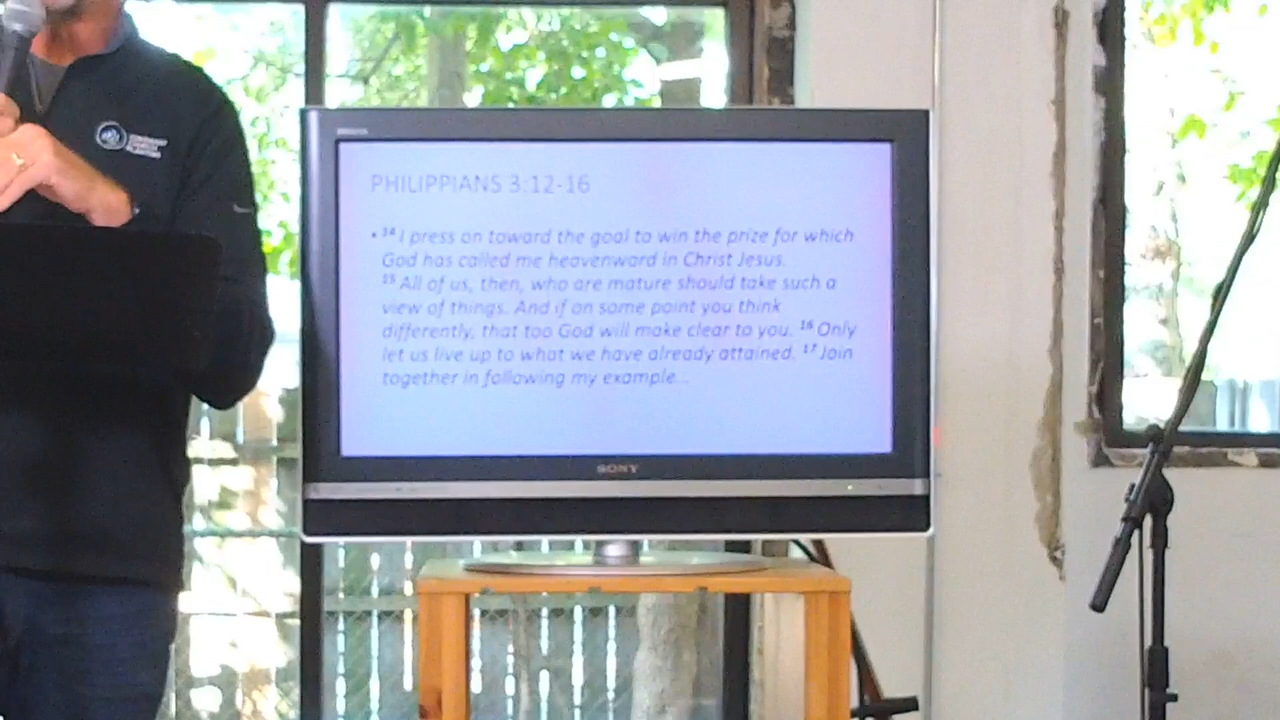 PHILIPPIANS 3:12-16
• 14 I press on toward the goal to win the prize for which
God has called me heavenward in Christ Jesus.
15 All of us, then, who are mature should take such a
view of things. And if on some point you think
differently, that too God will make clear to you. 16 Only
let us live up to what we have already attained. 17 Join
together in following my example...
SONY